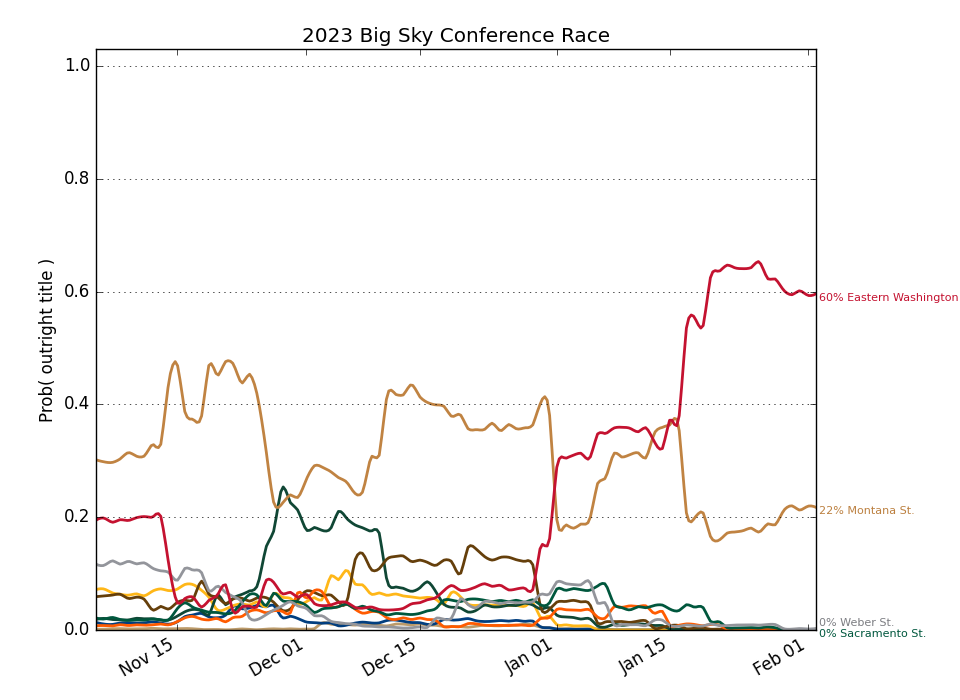 2023 Big Sky Conference Race
Prob( outright title )
1.0
0.8
0.6
0.4
0.2
0.0
60% Eastern Washington
22% Montana St.
0% Weber St.
0% Sacramento St.
Nov 15
Dec 01
Dec 15
Jan 01
Jan 15
Feb 01